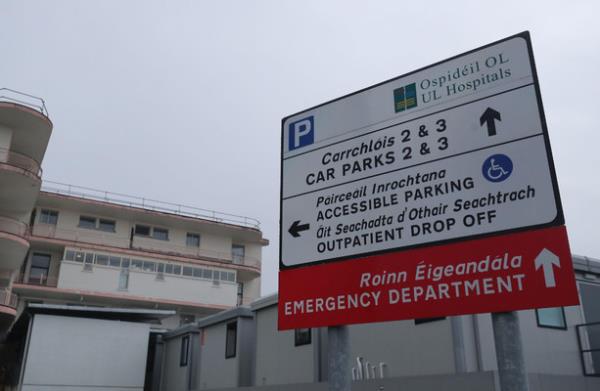 Ospidéil OL
UL Hospitals
P
Carrchlóis 2 & 3
CAR PARKS 2 & 3
Páirceáil Inrochtana
ACCESSIBLE PARKING
Áit Seachadta d'Othair Seachtrach
OUTPATIENT DROP OFF
Roinn Éigeandála
EMERGENCY DEPARTMENT